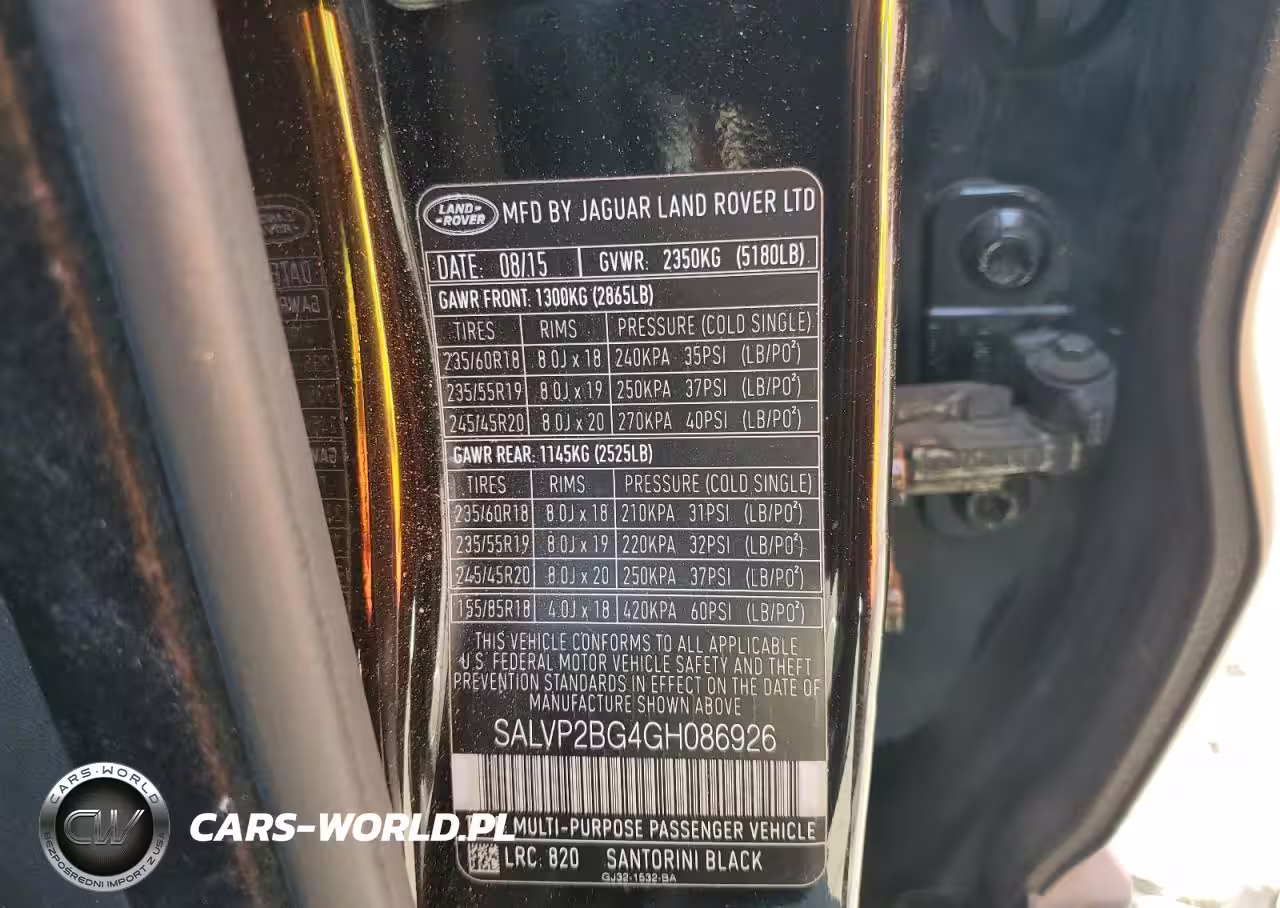 LAND-
-ROVER
MFD BY JAGUAR LAND ROVER LTD
DATE: 08/15 GVWR: 2350KG (5180LB)
GAWR FRONT: 1300KG (2865LB)
TIRES RIMS PRESSURE (COLD SINGLE)
235/60R18 8.0J x 18 240KPA 35PSI (LB/PO²)
235/55R19 8.0J x 19 250KPA 37PSI (LB/PO²)
245/45R20 8.0J x 20 270KPA 40PSI (LB/PO²)
GAWR REAR: 1145KG (2525LB)
TIRES RIMS PRESSURE (COLD SINGLE)
235/60R18 8.0J x 18 210KPA 31PSI (LB/PO²)
235/55R19 8.0J x 19 220KPA 32PSI (LB/PO²)
245/45R20 8.0J x 20 250KPA 37PSI (LB/PO²)
155/85R18 4.0J x 18 420KPA 60PSI (LB/PO²)
THIS VEHICLE CONFORMS TO ALL APPLICABLE
U.S. FEDERAL MOTOR VEHICLE SAFETY AND THEFT
PREVENTION STANDARDS IN EFFECT ON THE DATE OF
MANUFACTURE SHOWN ABOVE
SALVP2BG4GH086926
MULTI-PURPOSE PASSENGER VEHICLE
LRC: 820 SANTORINI BLACK
GJ32-1532-BA
CARS-WORLD
CW
BEZPOŚREDNI IMPORT Z USA
CARS-WORLD.PL